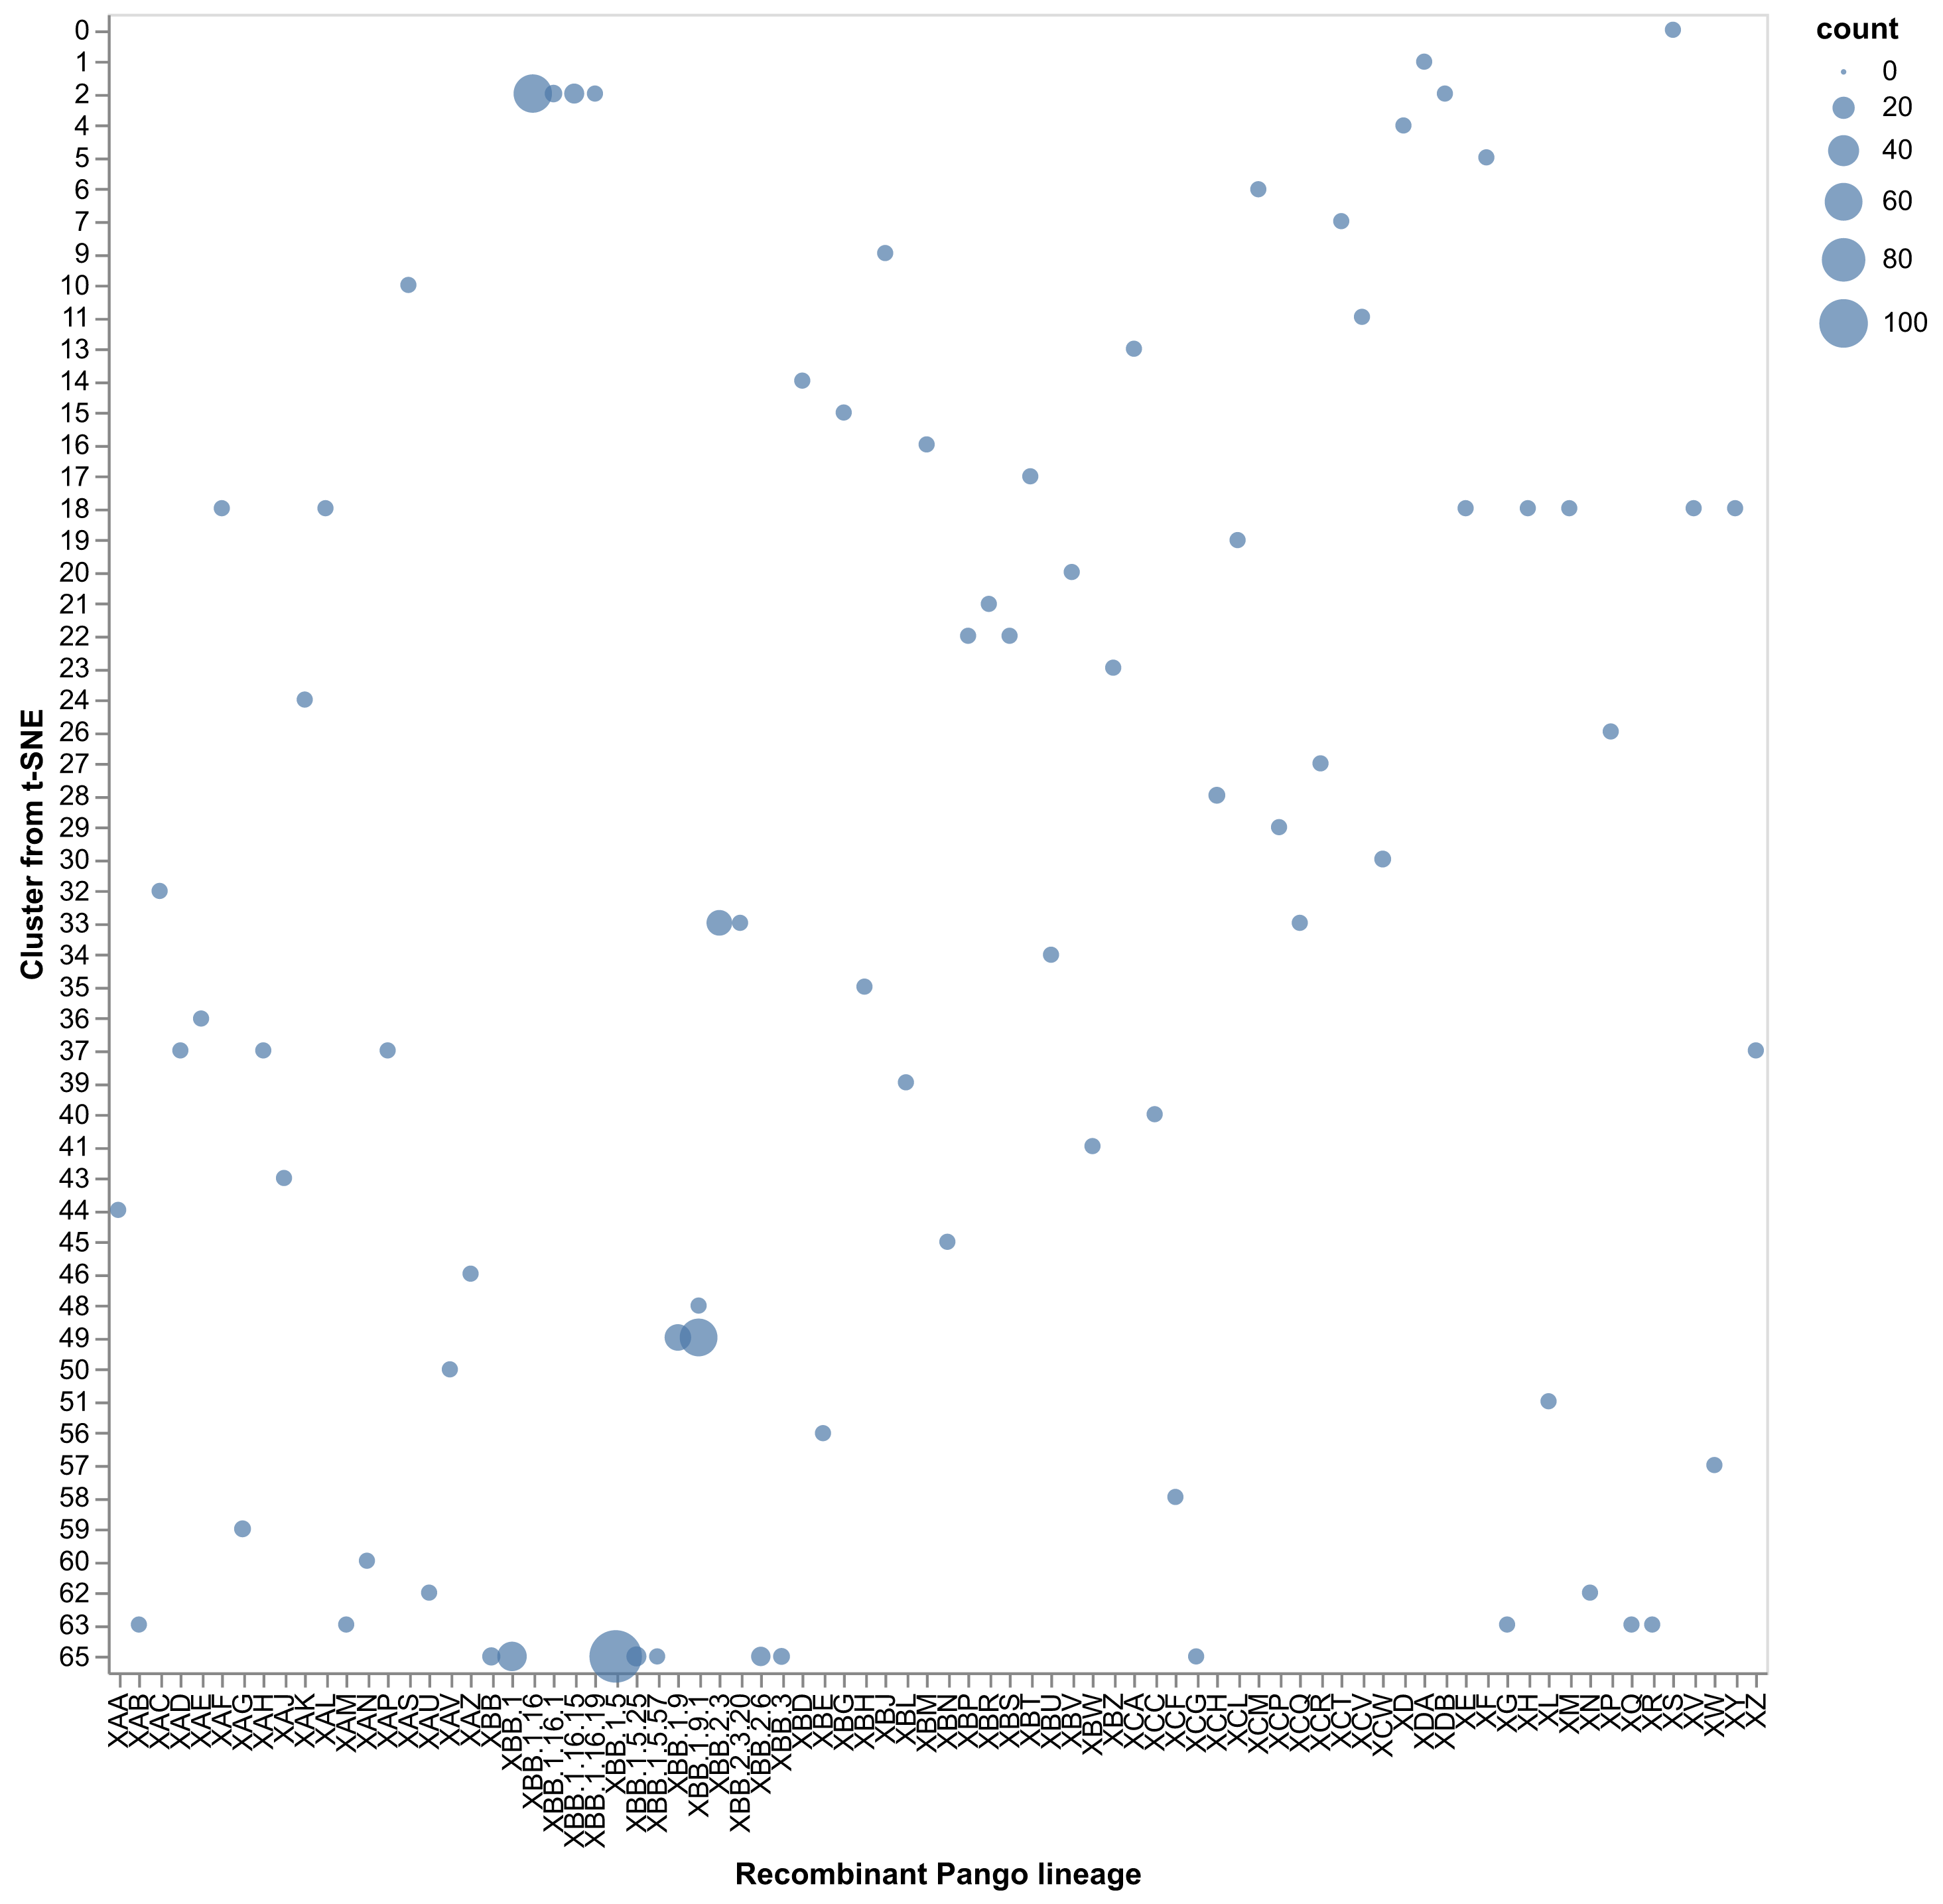 count
0
20
40
60
80
100
Cluster from t-SNE
0
1
2
4
5
6
7
9
10
11
13
14
15
16
17
18
19
20
21
22
23
24
26
27
28
29
30
32
33
34
35
36
37
39
40
41
43
44
45
46
48
49
50
51
56
57
58
59
60
62
63
65
XAA
XAB
XAC
XAD
XAE
XAF
XAG
XAH
XAJ
XAK
XAL
XAM
XAN
XAP
XAS
XAU
XAV
XAZ
XBB
XBB.1
XBB.1.16
XBB.1.16.1
XBB.1.16.15
XBB.1.16.19
XBB.1.5
XBB.1.5.25
XBB.1.5.57
XBB.1.9
XBB.1.9.1
XBB.2.3
XBB.2.3.20
XBB.2.6
XBB.3
XBD
XBE
XBG
XBH
XBJ
XBL
XBM
XBN
XBP
XBR
XBS
XBT
XBU
XBV
XBW
XBZ
XCA
XCC
XCF
XCG
XCH
XCL
XCM
XCP
XCQ
XCR
XCT
XCV
XCW
XD
XDA
XDB
XE
XF
XG
XH
XL
XM
XN
XP
XQ
XR
XS
XV
XW
XY
XZ
Recombinant Pango lineage